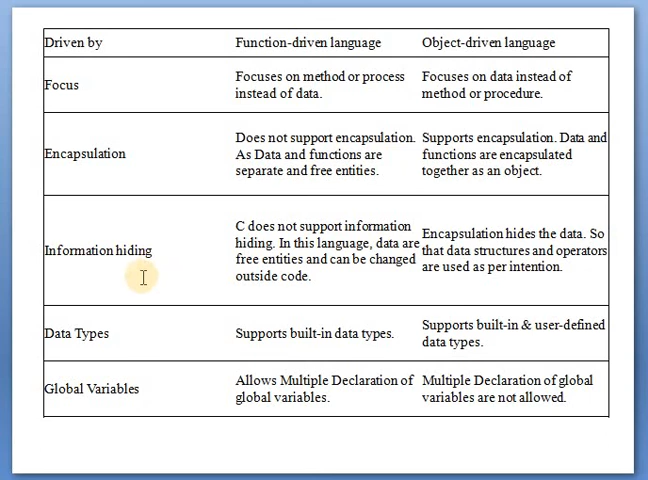 Driven by
Function-driven language
Object-driven language
Focus
Focuses on method or process
instead of data.
Focuses on data instead of
method or procedure.
Encapsulation
Does not support encapsulation.
As Data and functions are
separate and free entities.
Supports encapsulation. Data and
functions are encapsulated
together as an object.
Information hiding
C does not support information
hiding. In this language, data are
free entities and can be changed
outside code.
Encapsulation hides the data. So
that data structures and operators
are used as per intention.
Data Types
Supports built-in data types.
Supports built-in & user-defined
data types.
Global Variables
Allows Multiple Declaration of
global variables.
Multiple Declaration of global
variables are not allowed.